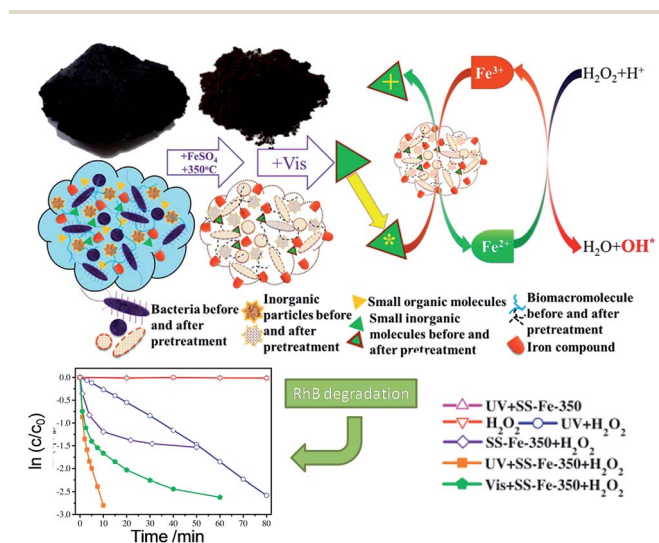 +FeSO₄
+350°C
+Vis
+
*
Fe³⁺
Fe²⁺
H₂O₂+H⁺
H₂O+OH*
Bacteria before
and after
pretreatment
Inorganic
particles before
and after
pretreatment
Small organic molecules
Small inorganic
molecules before and
after pretreatment
Biomacromolecule
before and after
pretreatment
Iron compound
RhB degradation
ln (c/c₀)
0.0
-0.5
-1.0
-1.5
-2.0
-2.5
-3.0
0 10 20 30 40 50 60 70 80
Time /min
UV+SS-Fe-350
H₂O₂ UV+H₂O₂
SS-Fe-350+H₂O₂
UV+SS-Fe-350+H₂O₂
Vis+SS-Fe-350+H₂O₂